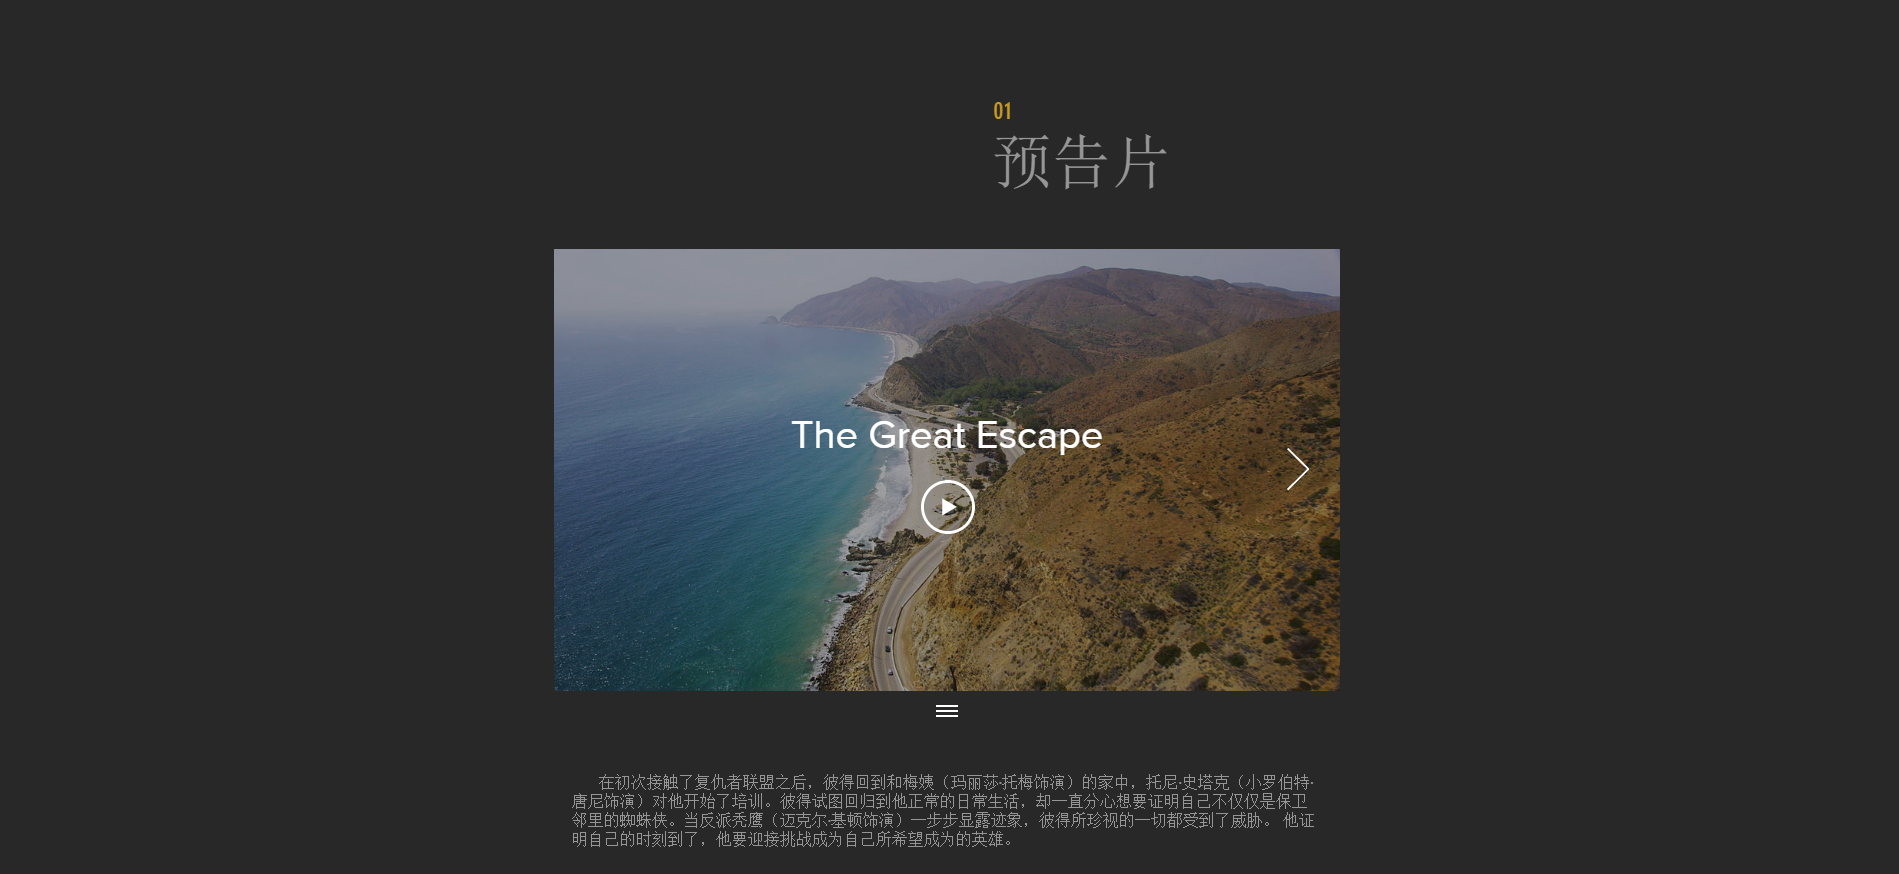 01
预告片
The Great Escape
在初次接触了复仇者联盟之后，彼得回到和梅姨（玛丽莎·托梅饰演）的家中，托尼·史塔克（小罗伯特·
唐尼饰演）对他开始了培训。彼得试图回归到他正常的日常生活，却一直分心想要证明自己不仅仅是保卫
邻里的蜘蛛侠。当反派秃鹰（迈克尔·基顿饰演）一步步显露迹象，彼得所珍视的一切都受到了威胁。 他证
明自己的时刻到了，他要迎接挑战成为自己所希望成为的英雄。